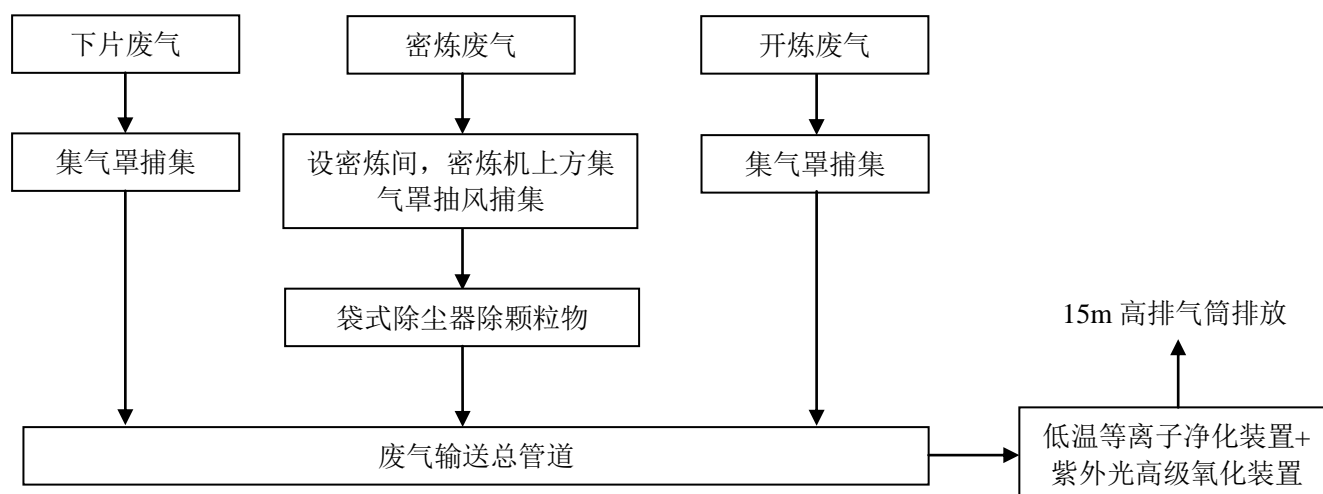 下片废气
密炼废气
开炼废气
集气罩捕集
设密炼间，密炼机上方集
气罩抽风捕集
集气罩捕集
袋式除尘器除颗粒物
15m 高排气筒排放
废气输送总管道
低温等离子净化装置+
紫外光高级氧化装置